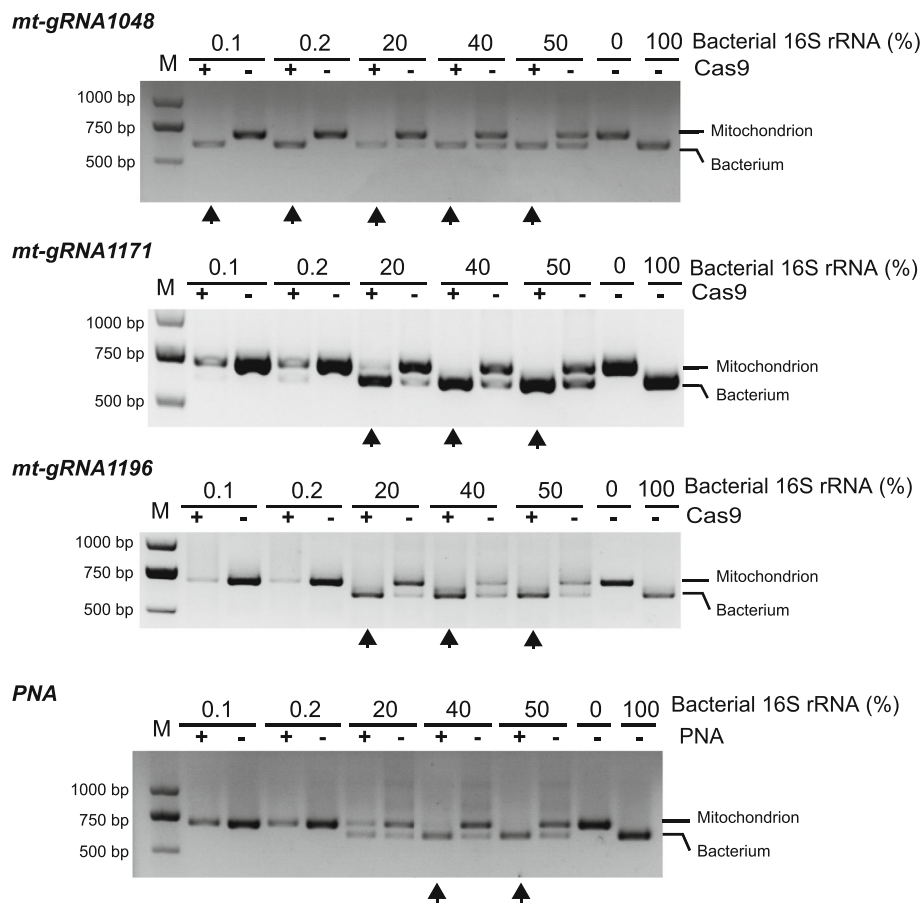 mt-gRNA1048
0.1 0.2 20 40 50 0 100 Bacterial 16S rRNA (%)
M + - + - + - + - + - - - Cas9
1000 bp
750 bp
Mitochondrion
500 bp
Bacterium
mt-gRNA1171
0.1 0.2 20 40 50 0 100 Bacterial 16S rRNA (%)
M + - + - + - + - + - - - Cas9
1000 bp
750 bp
Mitochondrion
Bacterium
500 bp
mt-gRNA1196
0.1 0.2 20 40 50 0 100 Bacterial 16S rRNA (%)
M + - + - + - + - + - - - Cas9
1000 bp
750 bp
Mitochondrion
500 bp
Bacterium
PNA
0.1 0.2 20 40 50 0 100 Bacterial 16S rRNA (%)
M + - + - + - + - + - - - PNA
1000 bp
750 bp
Mitochondrion
500 bp
Bacterium